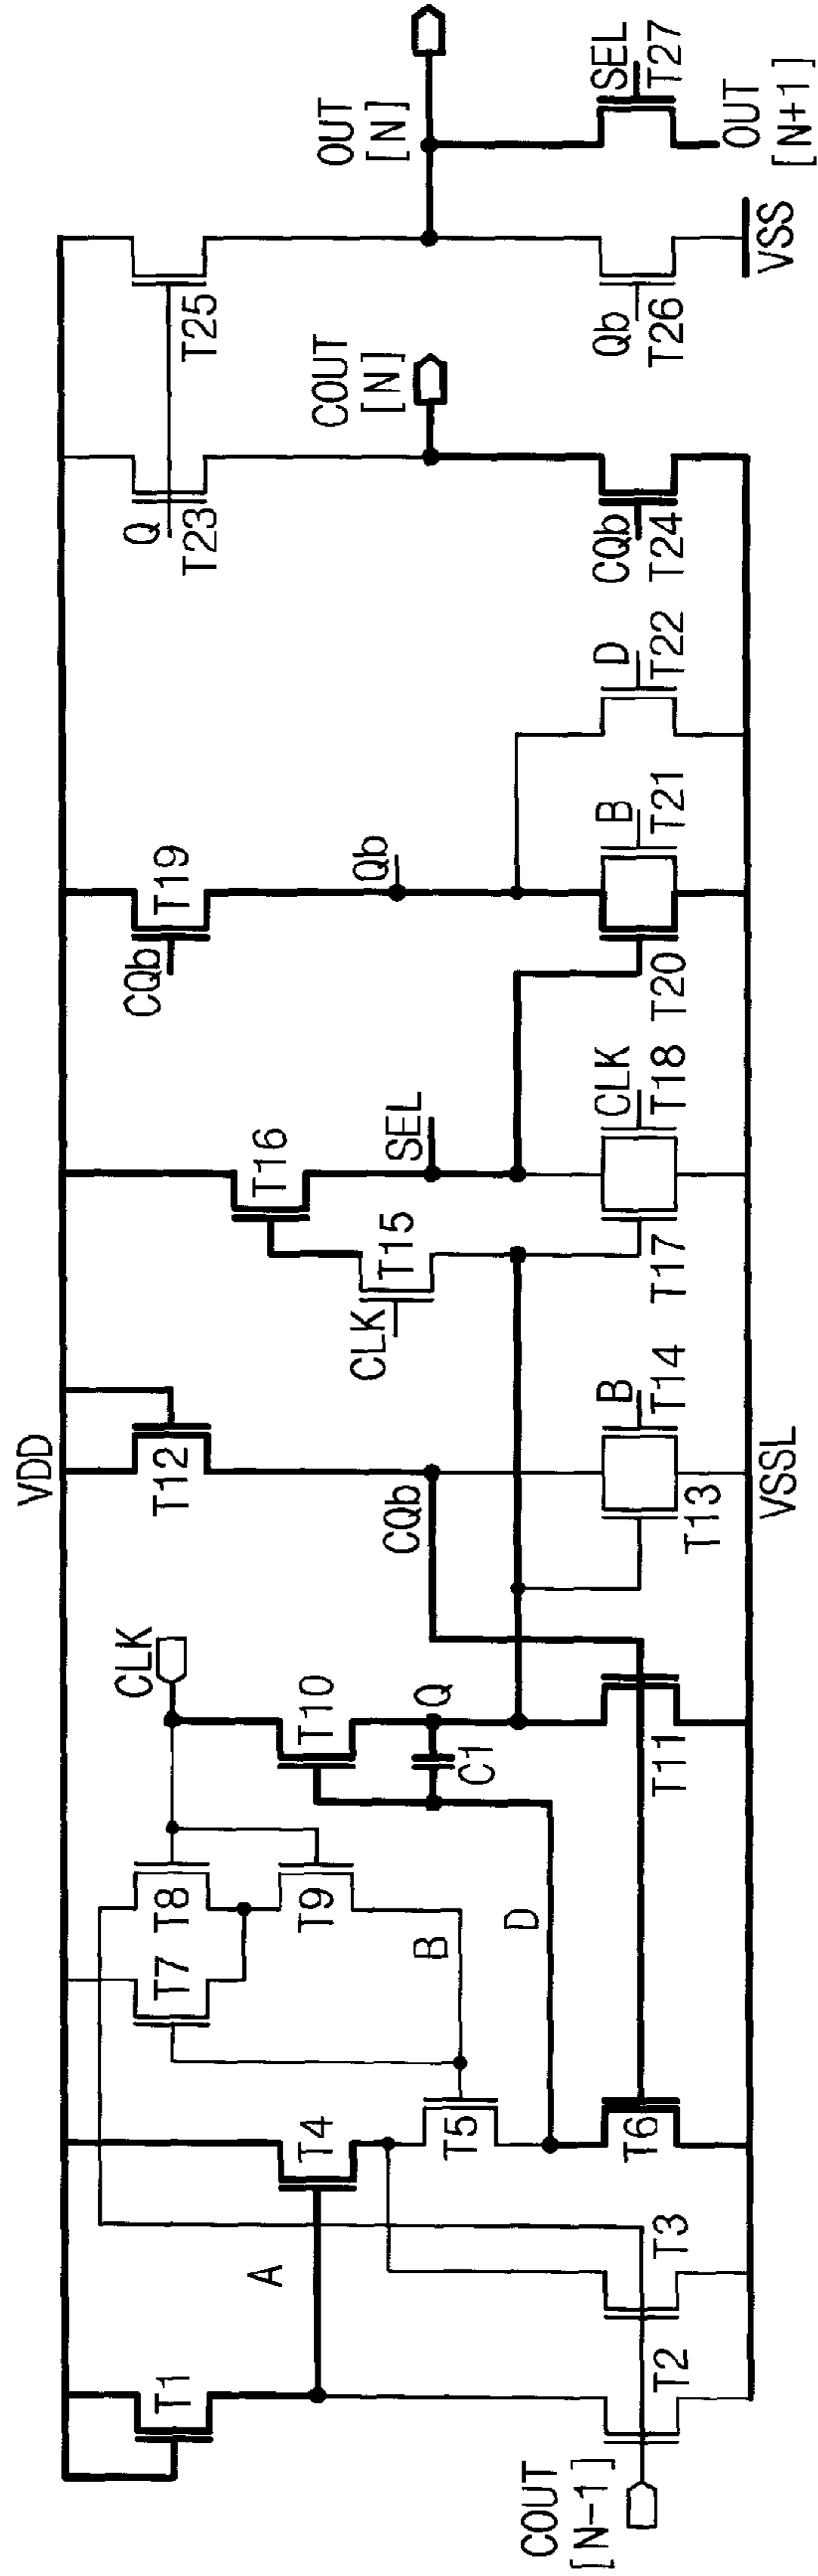 VDD
T1
A
T4
T7
T8
T9
CLK
T10
B
D
C1
Q
T5
T6
T3
T2
COUT
[N-1]
T11
T12
CQb
T13
B
T14
VSSL
CLK
T15
T16
SEL
T17
CLK
T18
CQb
T19
Qb
T20
B
T21
D
T22
Q
T23
T25
COUT
[N]
CQb
T24
OUT
[N]
Qb
T26
VSS
SEL
T27
OUT
[N+1]